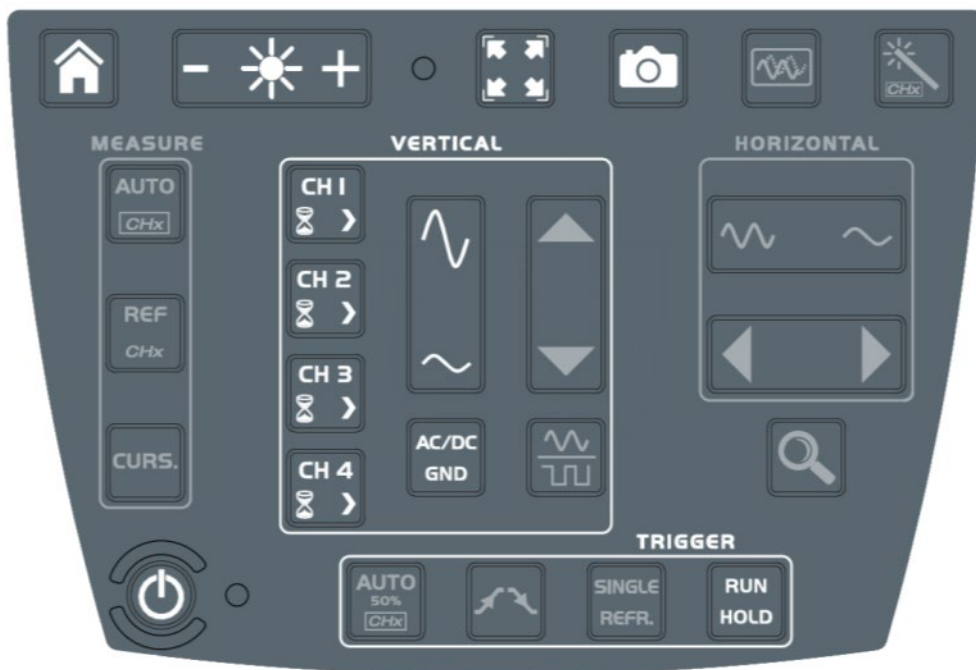 - +
CHx
MEASURE
VERTICAL
HORIZONTAL
AUTO
CHx
REF
CHx
CURS.
CH 1
CH 2
CH 3
CH 4
AC/DC
GND
TRIGGER
AUTO
50%
CHx
SINGLE
REFR.
RUN
HOLD